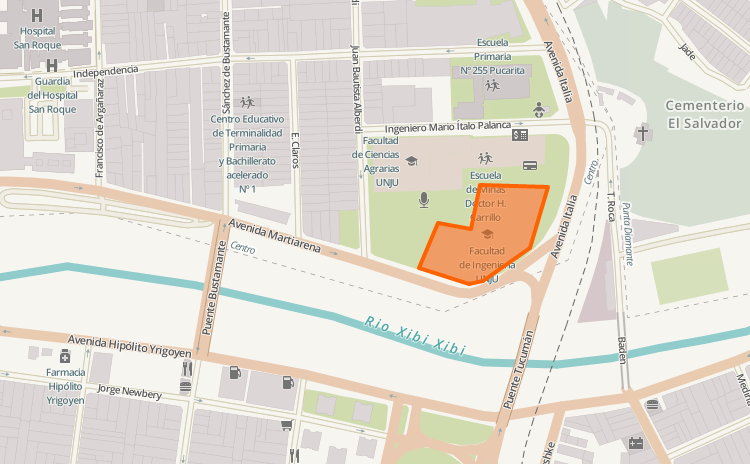 Hospital
San Roque
Guardia
del Hospital
San Roque
Independencia
Francisco de Argañaraz
Sánchez de Bustamante
Centro Educativo
de Terminalidad
Primaria
y Bachillerato
acelerado
N° 1
E. Claros
Juan Bautista Alberdi
Escuela
Primaria
N° 255 Pucarita
Avenida Italia
Jade
Cementerio
El Salvador
Ingeniero Mario Ítalo Palanca
Facultad
de Ciencias
Agrarias
UNJU
Escuela
de Minas
Doctor H.
Carrillo
Facultad
de Ingeniería
UNJU
Centro
T. Roca
Punta Diamante
Avenida Italia
Avenida Martiarena
Centro
Puente Bustamante
Rio Xibi Xibi
Avenida Hipólito Yrigoyen
Puente Tucumán
Baden
Farmacia
Hipólito
Yrigoyen
Jorge Newbery